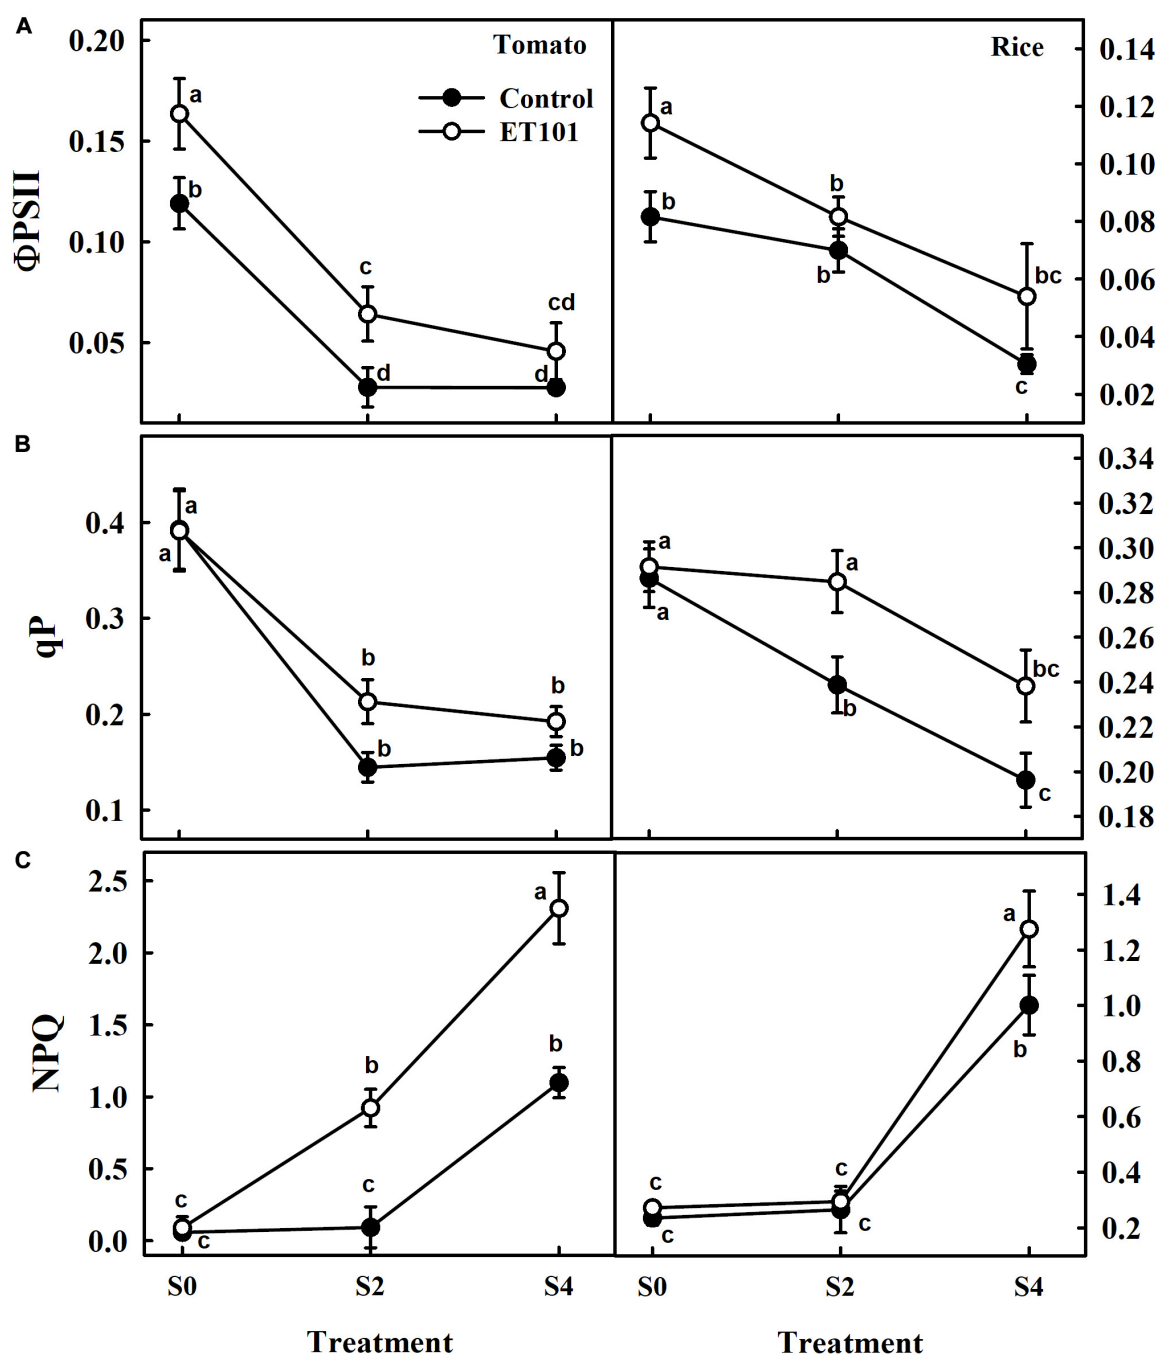 A
Tomato
Rice
Control
ET101
0.20
0.15
0.10
0.05
ΦPSII
a
b
c
d
cd
d
a
b
b
b
bc
c
0.14
0.12
0.10
0.08
0.06
0.04
0.02
B
0.4
0.3
0.2
0.1
qP
a
a
b
b
b
b
a
a
a
b
bc
c
0.34
0.32
0.30
0.28
0.26
0.24
0.22
0.20
0.18
C
2.5
2.0
1.5
1.0
0.5
0.0
NPQ
c
c
b
c
a
b
c
c
c
c
a
b
1.4
1.2
1.0
0.8
0.6
0.4
0.2
S0 S2 S4
S0 S2 S4
Treatment
Treatment